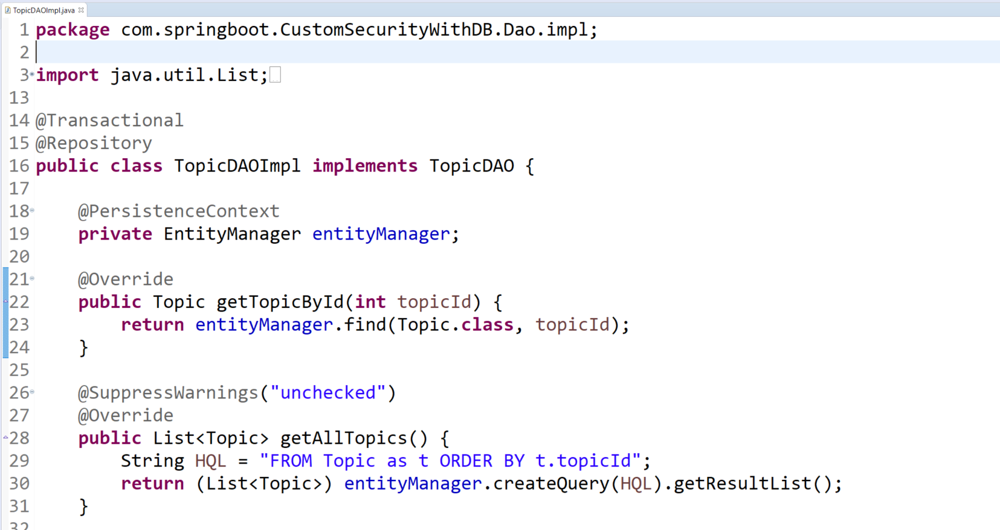 TopicDAOImpl.java
1 package com.springboot.CustomSecurityWithDB.Dao.impl;
2
3 import java.util.List;
13
14 @Transactional
15 @Repository
16 public class TopicDAOImpl implements TopicDAO {
17
18     @PersistenceContext
19     private EntityManager entityManager;
20
21     @Override
22     public Topic getTopicById(int topicId) {
23         return entityManager.find(Topic.class, topicId);
24     }
25
26     @SuppressWarnings("unchecked")
27     @Override
28     public List<Topic> getAllTopics() {
29         String HQL = "FROM Topic as t ORDER BY t.topicId";
30         return (List<Topic>) entityManager.createQuery(HQL).getResultList();
31     }
32